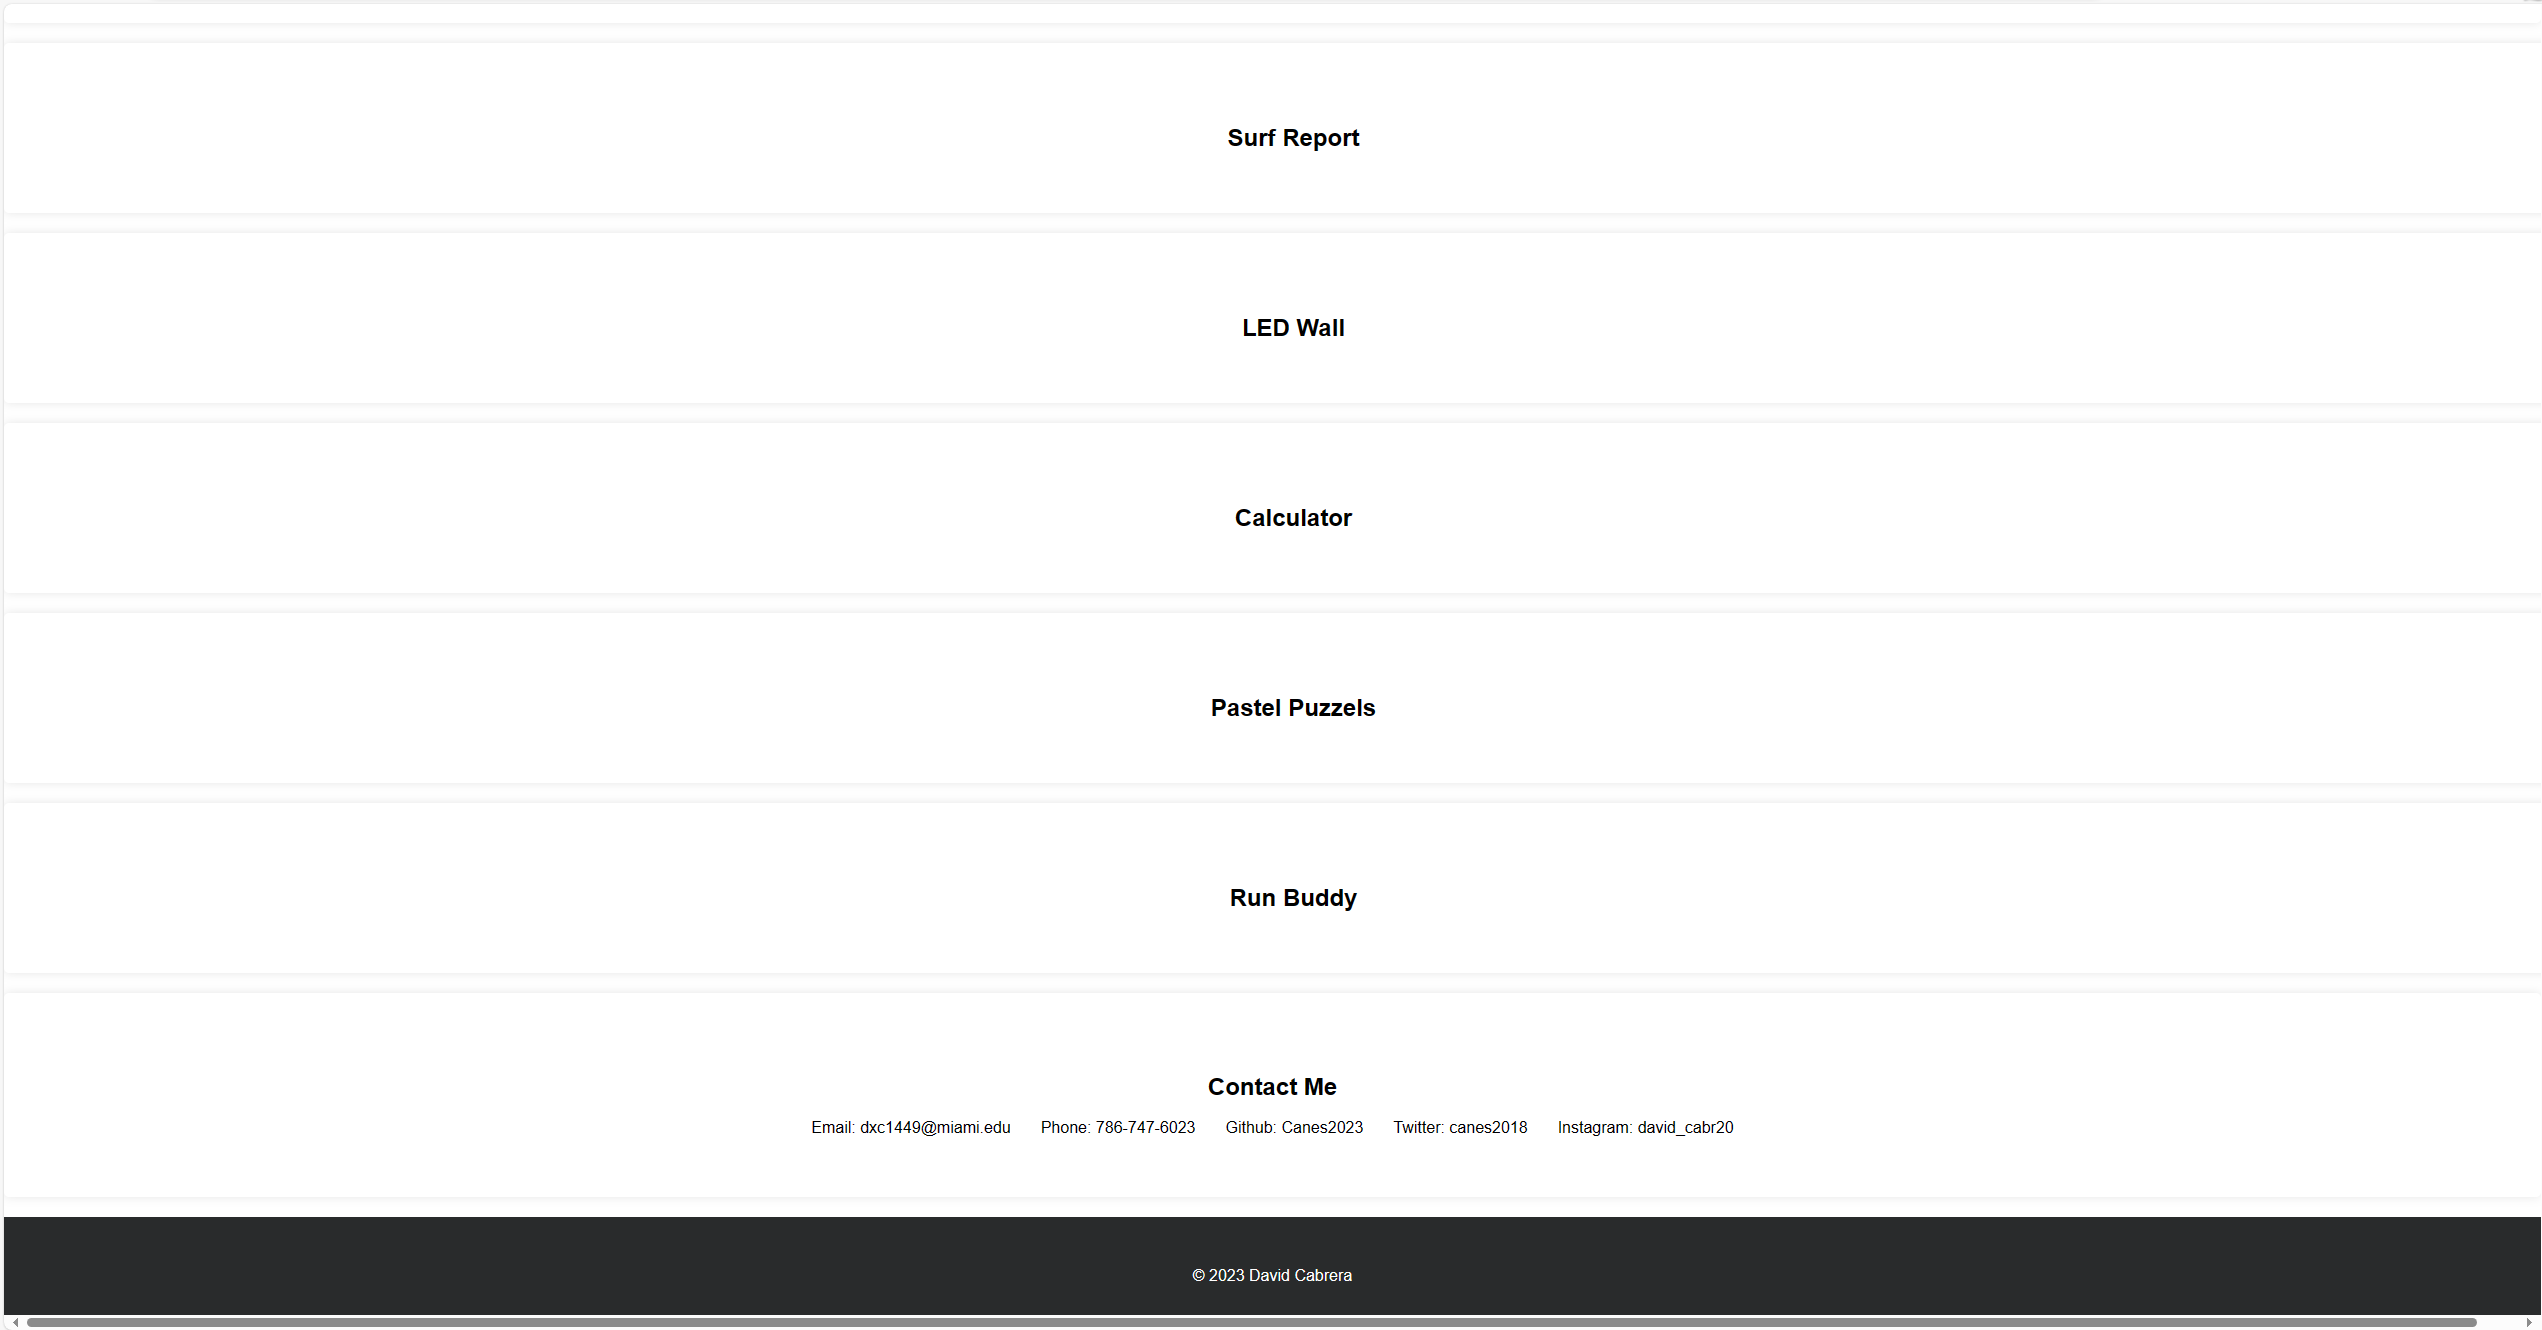 Surf Report
LED Wall
Calculator
Pastel Puzzels
Run Buddy
Contact Me
Email: dxc1449@miami.edu Phone: 786-747-6023 Github: Canes2023 Twitter: canes2018 Instagram: david_cabr20
© 2023 David Cabrera